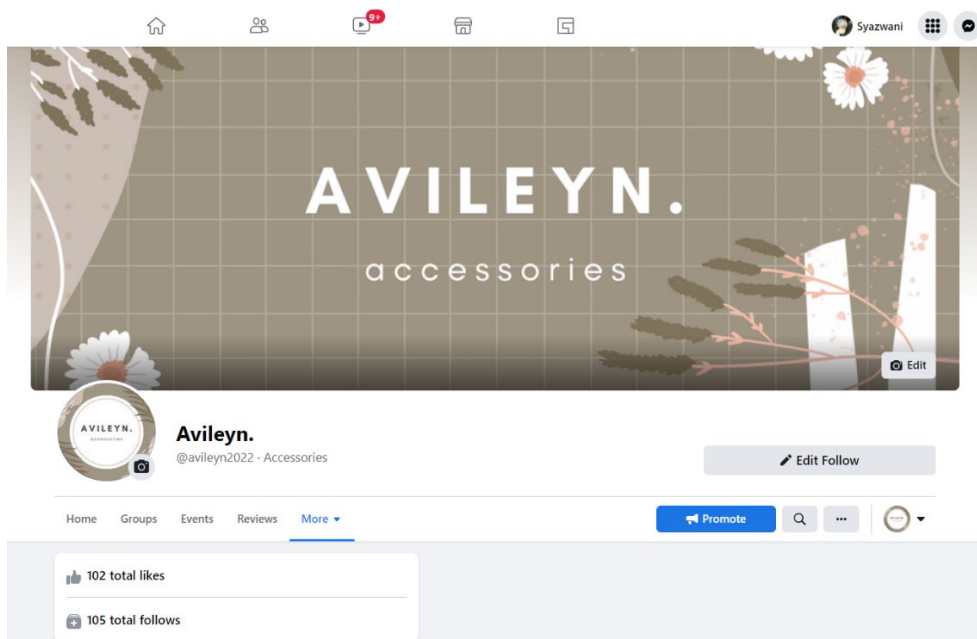 9+
Syazwani
AVILEYN.
accessories
Edit
AVILEYN.
Avileyn.
@avileyn2022 · Accessories
Edit Follow
Home Groups Events Reviews More
Promote
102 total likes
105 total follows